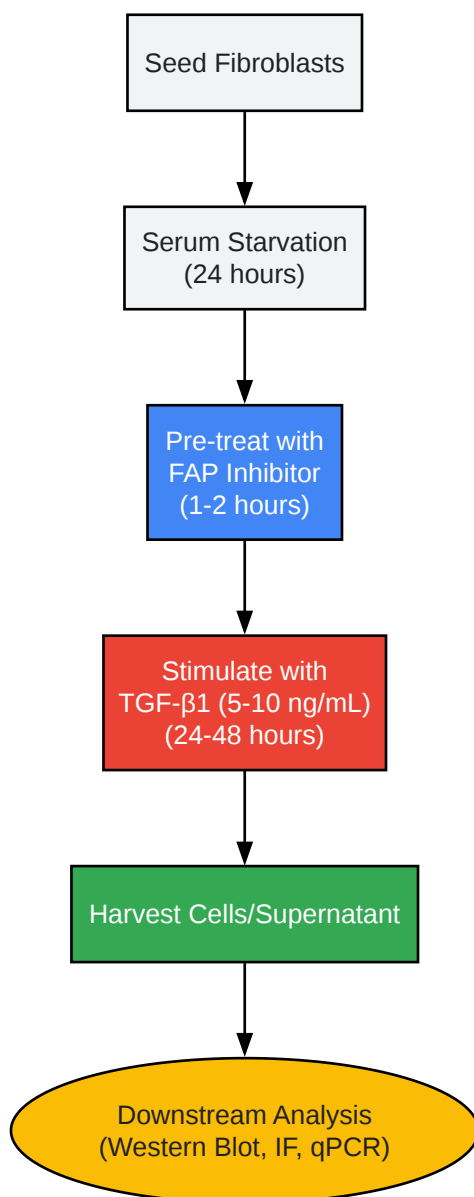 Seed Fibroblasts
Serum Starvation
(24 hours)
Pre-treat with
FAP Inhibitor
(1-2 hours)
Stimulate with
TGF-β1 (5-10 ng/mL)
(24-48 hours)
Harvest Cells/Supernatant
Downstream Analysis
(Western Blot, IF, qPCR)